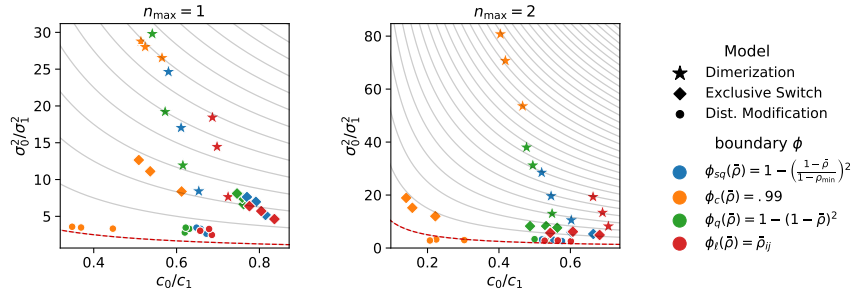 n_max = 1
30
25
20
15
10
5
σ_0^2/σ_1^2
0.4
0.6
0.8
c_0/c_1
n_max = 2
80
60
40
20
0
σ_0^2/σ_1^2
0.2
0.4
0.6
c_0/c_1
Model
Dimerization
Exclusive Switch
Dist. Modification
boundary ϕ
ϕ_sq(ρ̄) = 1 − ((1−ρ̄)/(1−ρ_min))^2
ϕ_c(ρ̄) = .99
ϕ_q(ρ̄) = 1 − (1 − ρ̄)^2
ϕ_ℓ(ρ̄) = ρ̄_ij